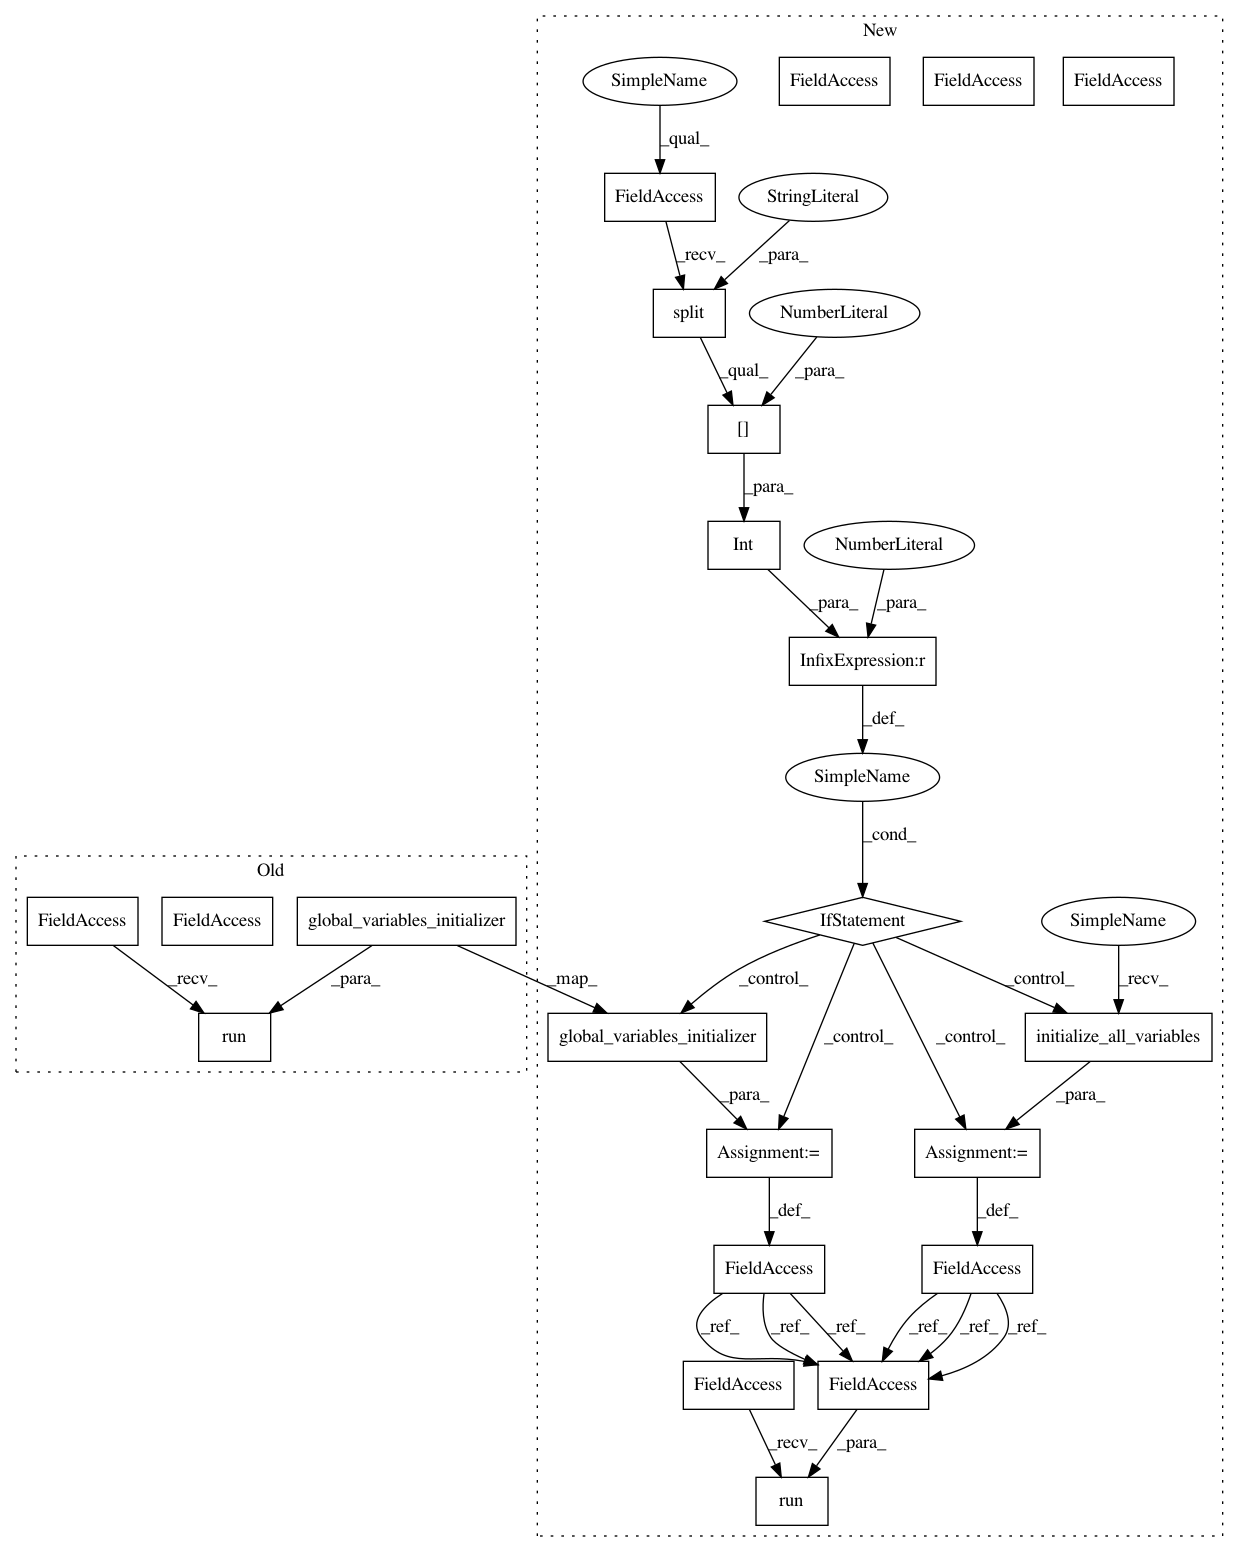 New
SimpleName
FieldAccess
FieldAccess
FieldAccess
_qual_
FieldAccess
StringLiteral
_recv_
_para_
split
NumberLiteral
_qual_
_para_
[]
_para_
Int
NumberLiteral
_para_
_para_
InfixExpression:r
_def_
SimpleName
_cond_
Old
FieldAccess
FieldAccess
global_variables_initializer
IfStatement
SimpleName
_recv_
_para_
_map_
_control_
_control_
_recv_
run
global_variables_initializer
_control_
_control_
initialize_all_variables
_para_
_para_
Assignment:=
Assignment:=
_def_
_def_
FieldAccess
FieldAccess
_ref_
_ref_
_ref_
_ref_
_ref_
_ref_
FieldAccess
FieldAccess
_recv_
_para_
run